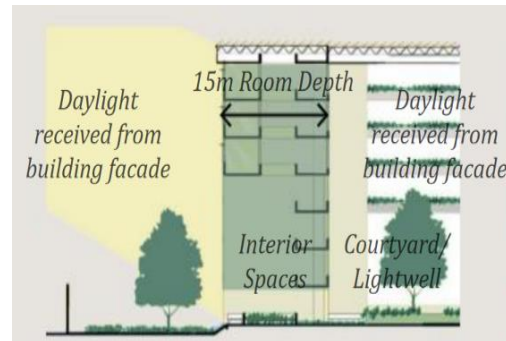 15m Room Depth
Daylight
received from
building facade
Daylight
received from
building facade
Interior
Spaces
Courtyard/
Lightwell